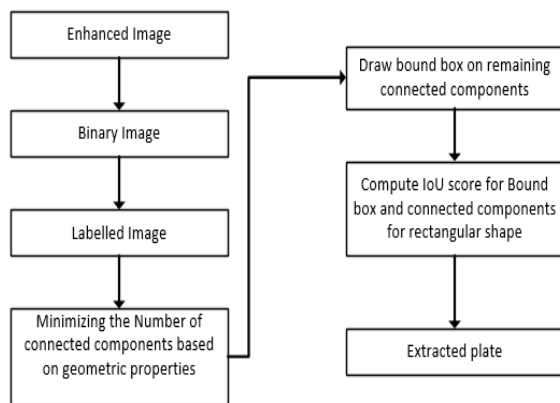 Enhanced Image
Binary Image
Labelled Image
Minimizing the Number of
connected components based
on geometric properties
Draw bound box on remaining
connected components
Compute IoU score for Bound
box and connected components
for rectangular shape
Extracted plate